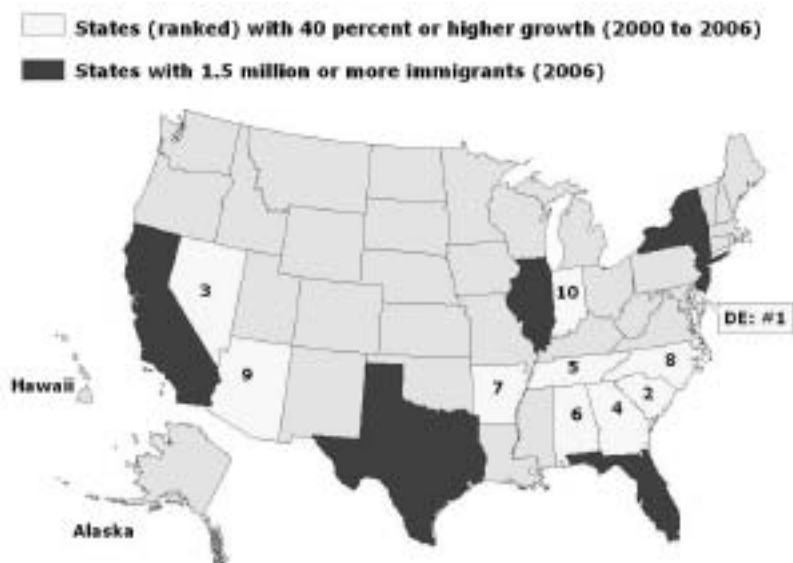 States (ranked) with 40 percent or higher growth (2000 to 2006)
States with 1.5 million or more immigrants (2006)
3
10
DE: #1
5
8
Hawaii
9
7
2
6
4
Alaska